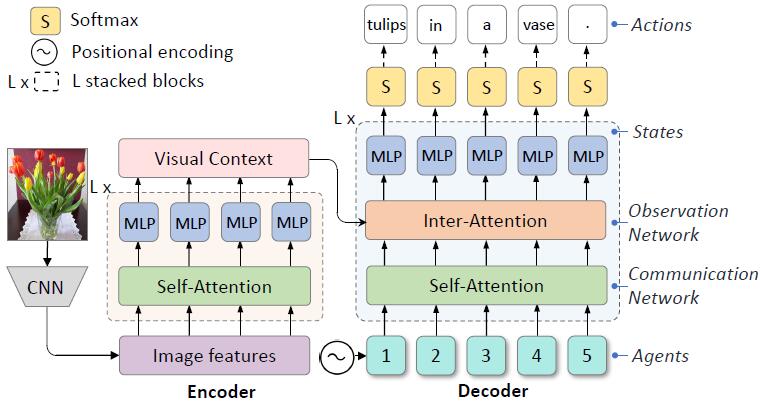 S Softmax
Positional encoding
L x L stacked blocks
tulips in a vase . Actions
S S S S S
L x
States
MLP MLP MLP MLP MLP
Visual Context
L x
MLP MLP MLP MLP
Inter-Attention
Observation
Network
CNN
Self-Attention
Self-Attention
Communication
Network
Image features
1 2 3 4 5 Agents
Encoder
Decoder